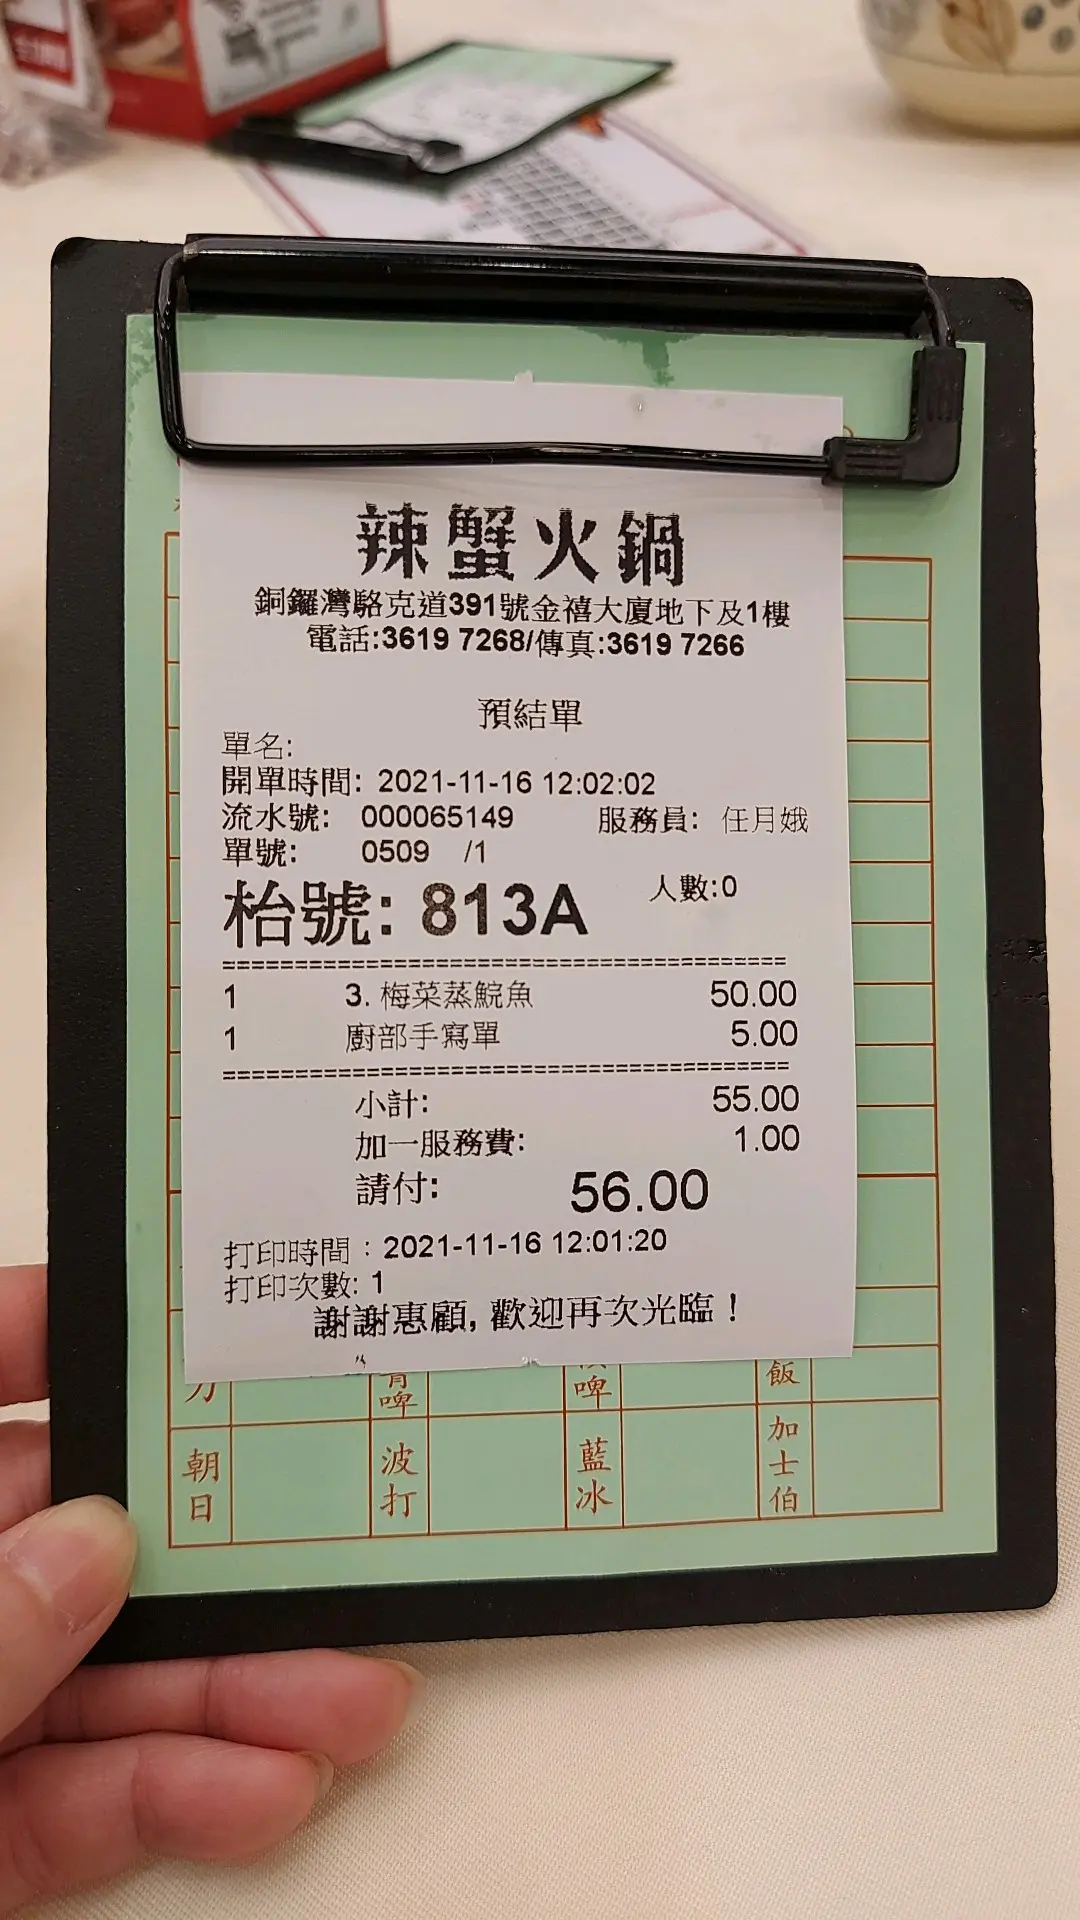 辣蟹火鍋
銅鑼灣駱克道391號金禧大廈地下及1樓
電話:3619 7268/傳真:3619 7266
預結單
單名:
開單時間: 2021-11-16 12:02:02
流水號: 000065149 服務員: 任月娥
單號: 0509 /1
枱號: 813A 人數:0
========================================
1 3. 梅菜蒸鯇魚 50.00
1 廚部手寫單 5.00
========================================
小計: 55.00
加一服務費: 1.00
請付: 56.00
打印時間：2021-11-16 12:01:20
打印次數: 1
謝謝惠顧, 歡迎再次光臨！
啤 啤 飯
朝日 波打 藍冰 加士伯